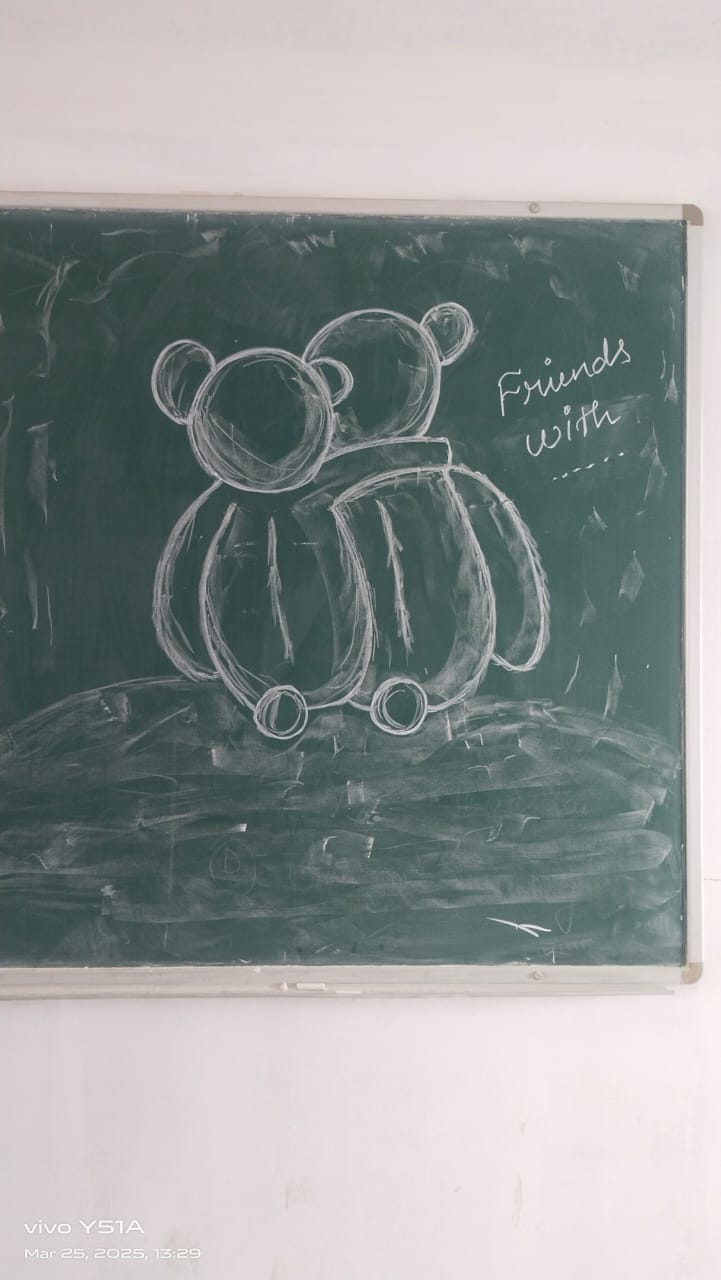 Friends
with
------
vivo Y51A
Mar 25, 2025, 13:29